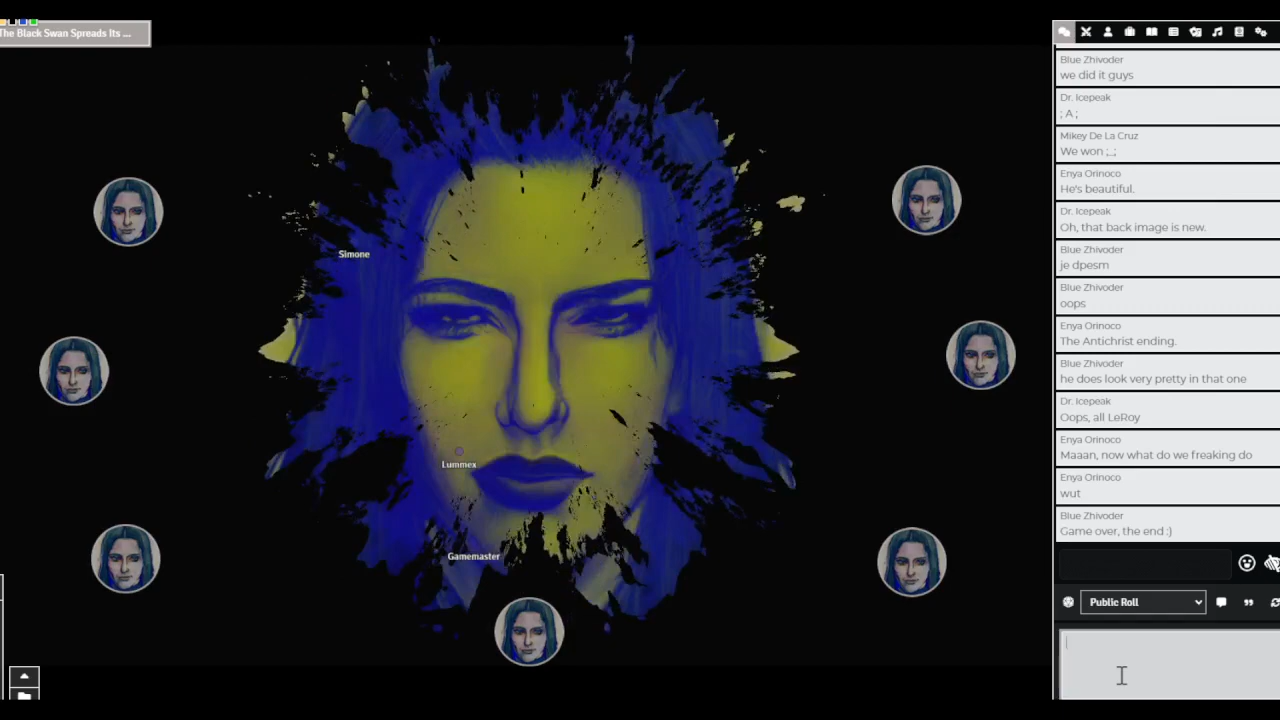 The Black Swan Spreads Its ...
Simone
Lummex
Gamemaster
Blue Zhivoder
we did it guys
Dr. Icepeak
; A ;
Mikey De La Cruz
We won ;_;
Enya Orinoco
He's beautiful.
Dr. Icepeak
Oh, that back image is new.
Blue Zhivoder
je dpesm
Blue Zhivoder
oops
Enya Orinoco
The Antichrist ending.
Blue Zhivoder
he does look very pretty in that one
Dr. Icepeak
Oops, all LeRoy
Enya Orinoco
Maaan, now what do we freaking do
Enya Orinoco
wut
Blue Zhivoder
Game over, the end :)
Public Roll